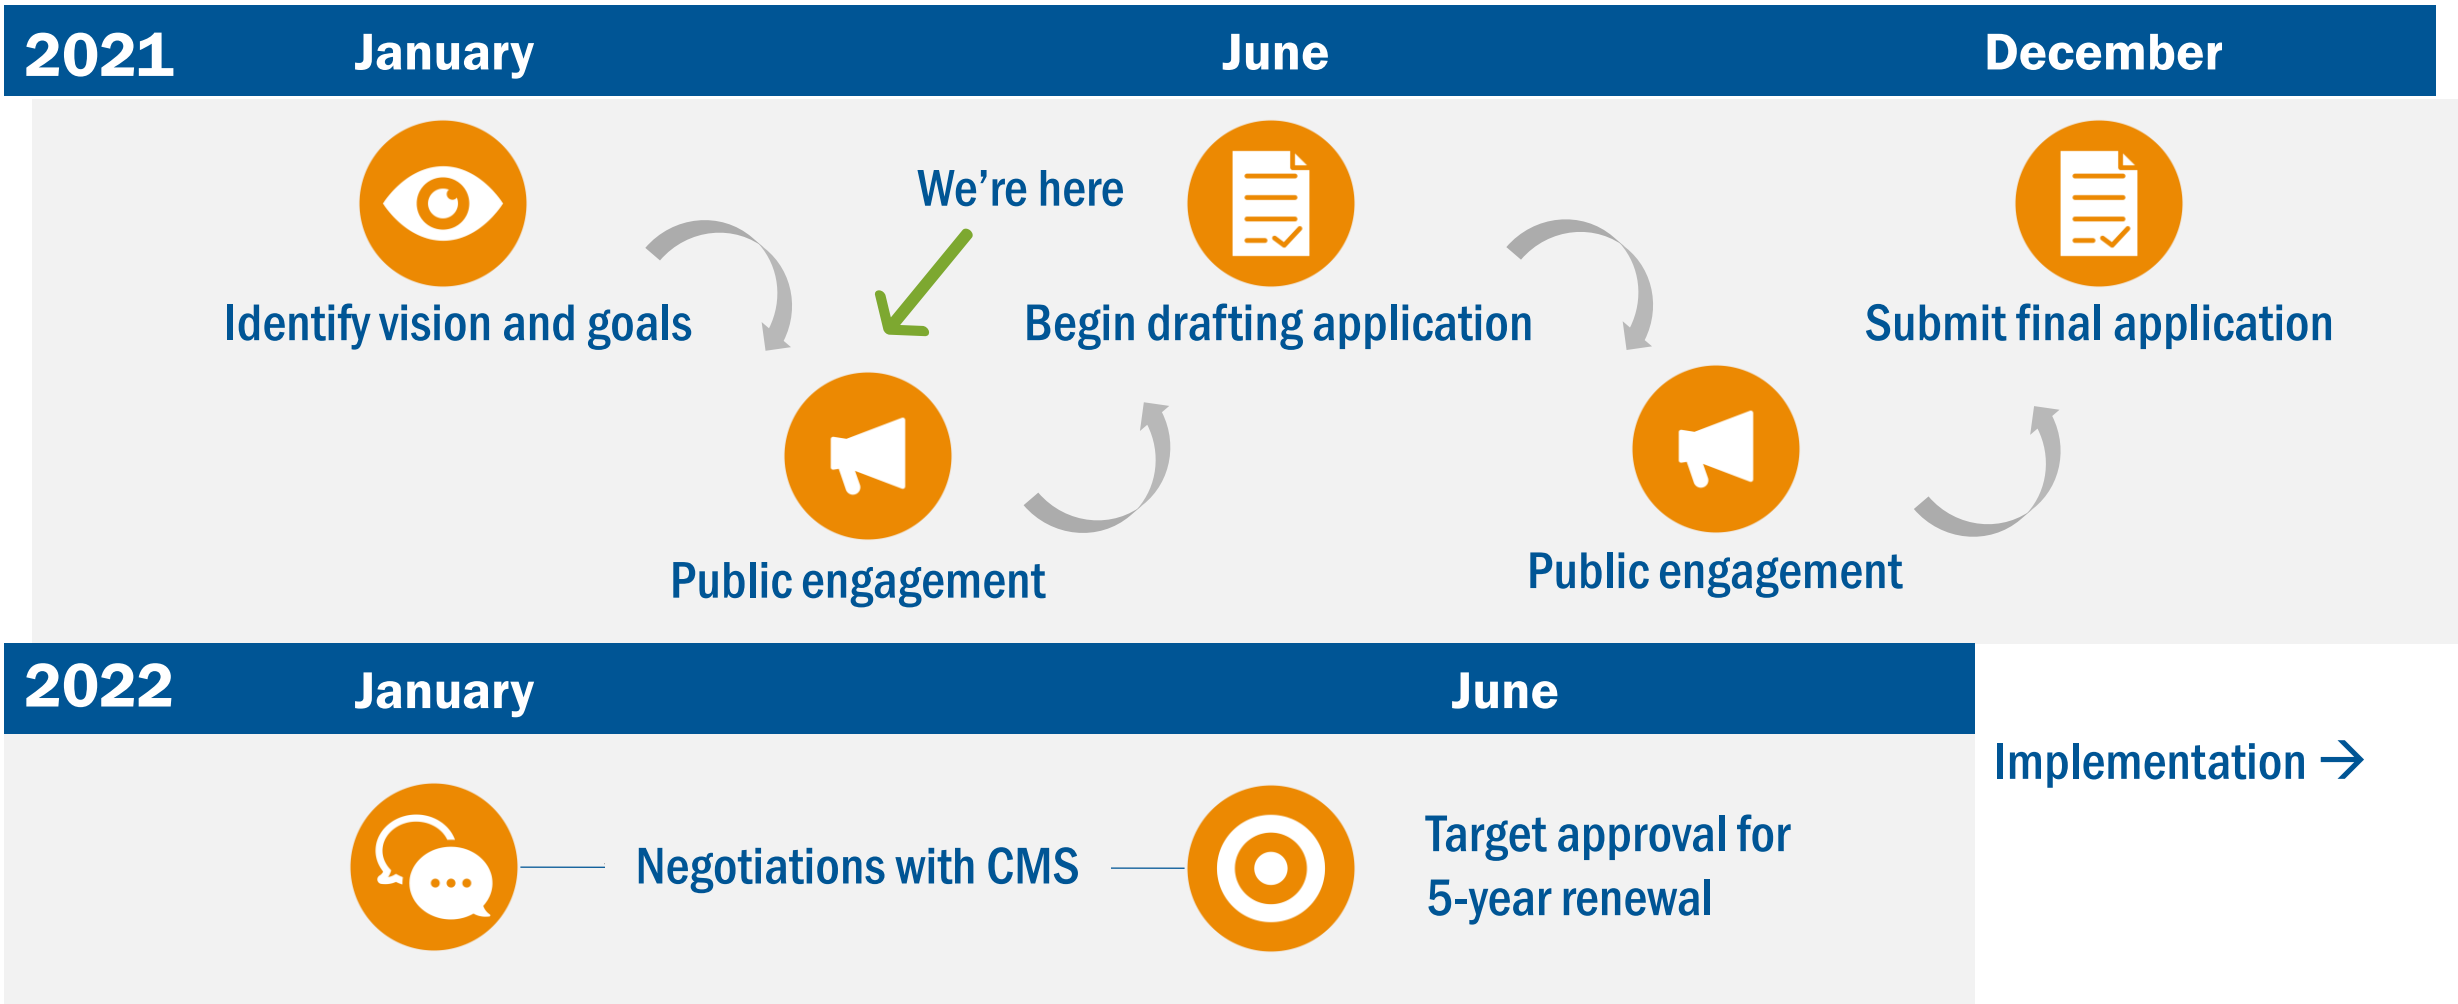 2021 January June December
We're here
Identify vision and goals Begin drafting application Submit final application
Public engagement Public engagement
2022 January June
Implementation →
Negotiations with CMS
Target approval for
5-year renewal